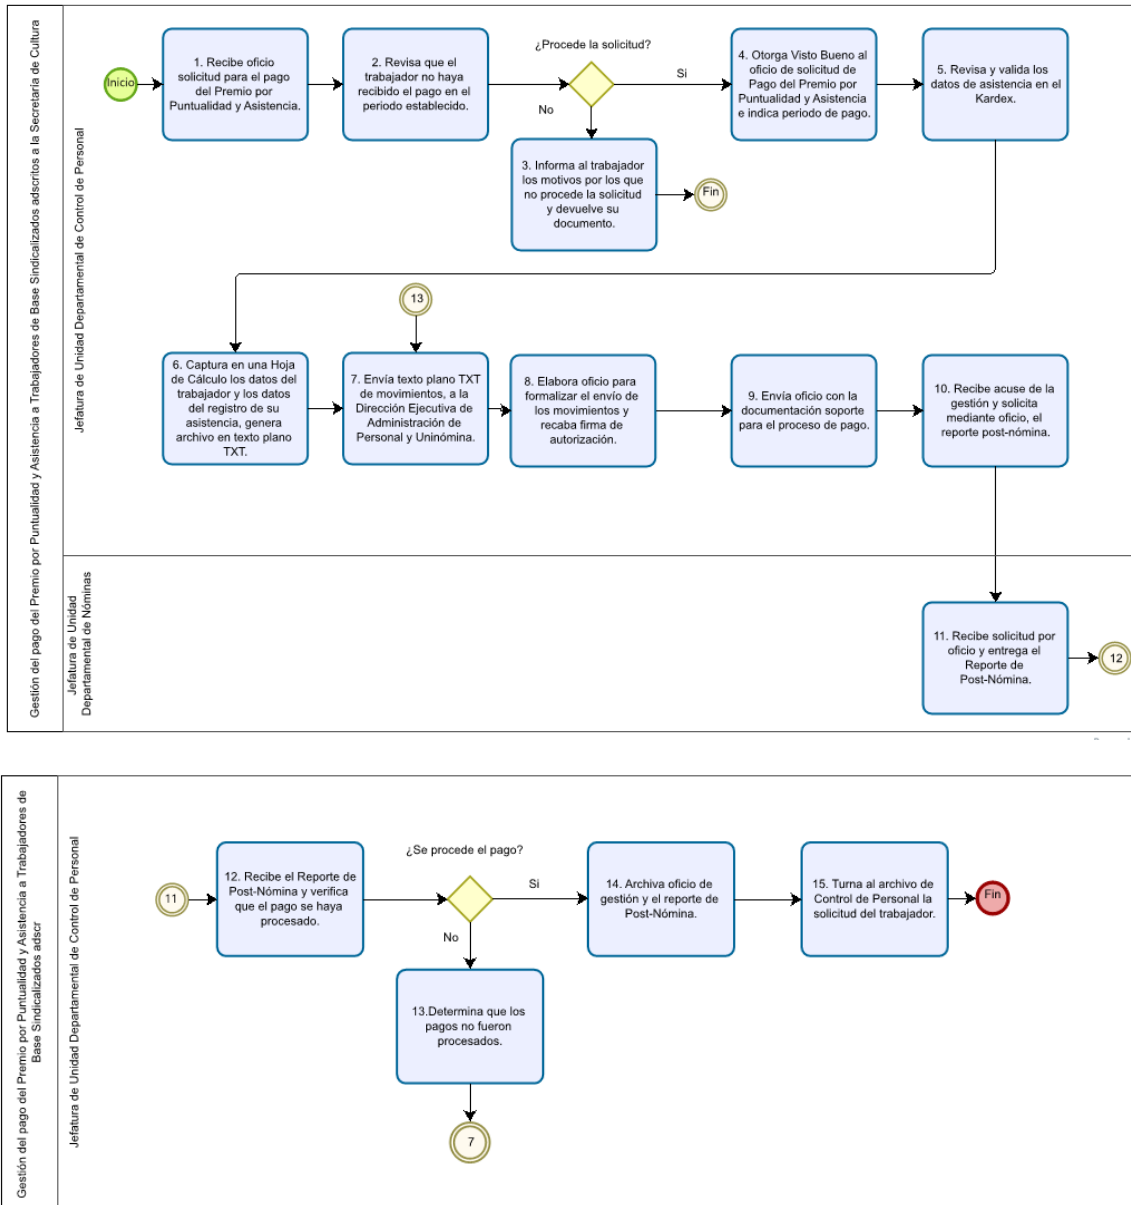 Gestión del pago del Premio por Puntualidad y Asistencia a Trabajadores de Base Sindicalizados adscritos a la Secretaría de Cultura
Jefatura de Unidad Departamental de Control de Personal
Inicio
1. Recibe oficio
solicitud para el pago
del Premio por
Puntualidad y Asistencia.
2. Revisa que el
trabajador no haya
recibido el pago en el
periodo establecido.
¿Procede la solicitud?
Si
No
3. Informa al trabajador
los motivos por los que
no procede la solicitud
y devuelve su
documento.
Fin
4. Otorga Visto Bueno al
oficio de solicitud de
Pago del Premio por
Puntualidad y Asistencia
e indica periodo de pago.
5. Revisa y valida los
datos de asistencia en el
Kardex.
13
6. Captura en una Hoja
de Cálculo los datos del
trabajador y los datos
del registro de su
asistencia, genera
archivo en texto plano
TXT.
7. Envía texto plano TXT
de movimientos, a la
Dirección Ejecutiva de
Administración de
Personal y Uninómina.
8. Elabora oficio para
formalizar el envío de
los movimientos y
recaba firma de
autorización.
9. Envía oficio con la
documentación soporte
para el proceso de pago.
10. Recibe acuse de la
gestión y solicita
mediante oficio, el
reporte post-nómina.
Jefatura de Unidad
Departamental de Nóminas
11. Recibe solicitud por
oficio y entrega el
Reporte de
Post-Nómina.
12
Gestión del pago del Premio por Puntualidad y Asistencia a Trabajadores de
Base Sindicalizados adscr
Jefatura de Unidad Departamental de Control de Personal
11
12. Recibe el Reporte de
Post-Nómina y verifica
que el pago se haya
procesado.
¿Se procede el pago?
Si
No
13.Determina que los
pagos no fueron
procesados.
7
14. Archiva oficio de
gestión y el reporte de
Post-Nómina.
15. Turna al archivo de
Control de Personal la
solicitud del trabajador.
Fin